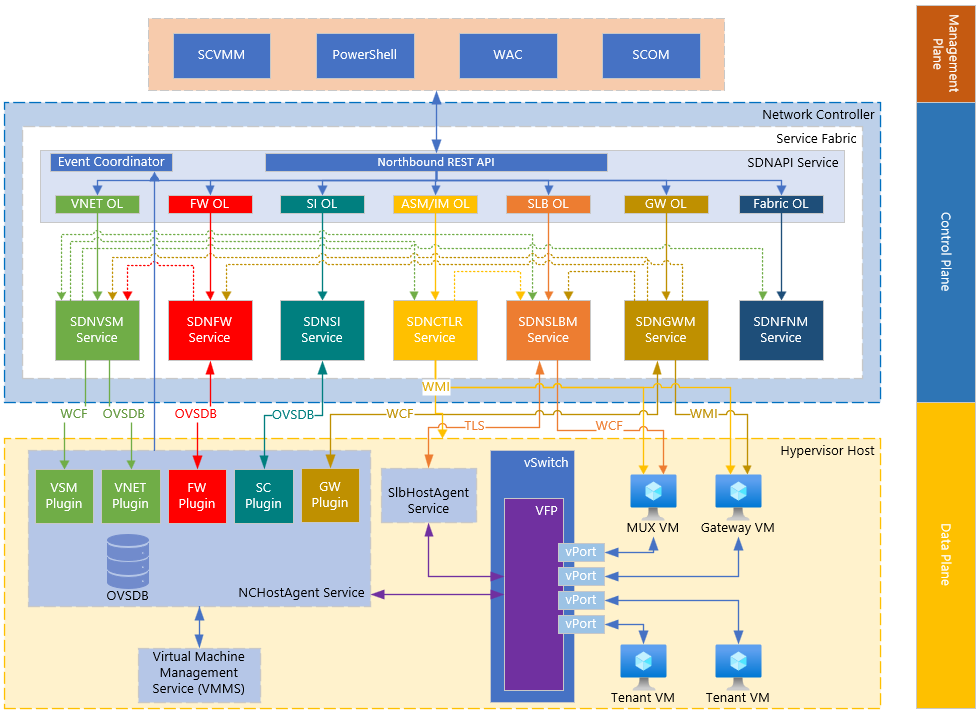 SCVMM
PowerShell
WAC
SCOM
Management
Plane
Network Controller
Service Fabric
Event Coordinator
Northbound REST API
SDNAPI Service
VNET OL
FW OL
SI OL
ASM/IM OL
SLB OL
GW OL
Fabric OL
Control Plane
SDNVSM
Service
SDNFW
Service
SDNSI
Service
SDNCTLR
Service
SDNSLBM
Service
SDNGWM
Service
SDNFNM
Service
WMI
WCF
OVSDB
OVSDB
OVSDB
WCF
TLS
WCF
WMI
Hypervisor Host
VSM
Plugin
VNET
Plugin
FW
Plugin
SC
Plugin
GW
Plugin
SlbHostAgent
Service
vSwitch
VFP
MUX VM
Gateway VM
Data Plane
vPort
vPort
vPort
vPort
OVSDB
NCHostAgent Service
Virtual Machine
Management
Service (VMMS)
Tenant VM
Tenant VM